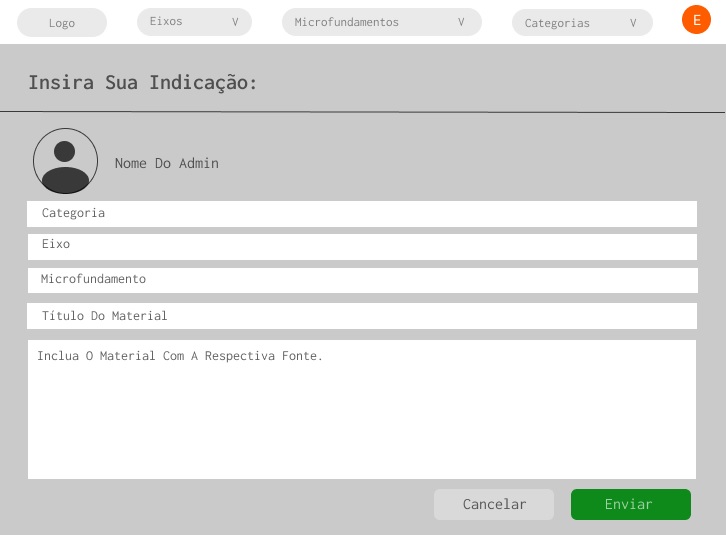 Logo Eixos V Microfundamentos V Categorias V E
Insira Sua Indicação:
Nome Do Admin
Categoria
Eixo
Microfundamento
Título Do Material
Inclua O Material Com A Respectiva Fonte.
Cancelar Enviar